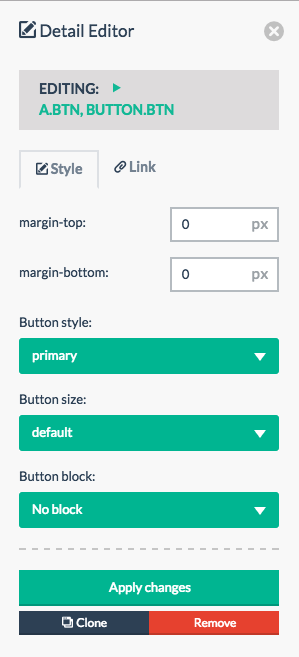 Detail Editor
EDITING:
A.BTN, BUTTON.BTN
Style Link
margin-top: 0 px
margin-bottom: 0 px
Button style:
primary
Button size:
default
Button block:
No block
Apply changes
Clone Remove